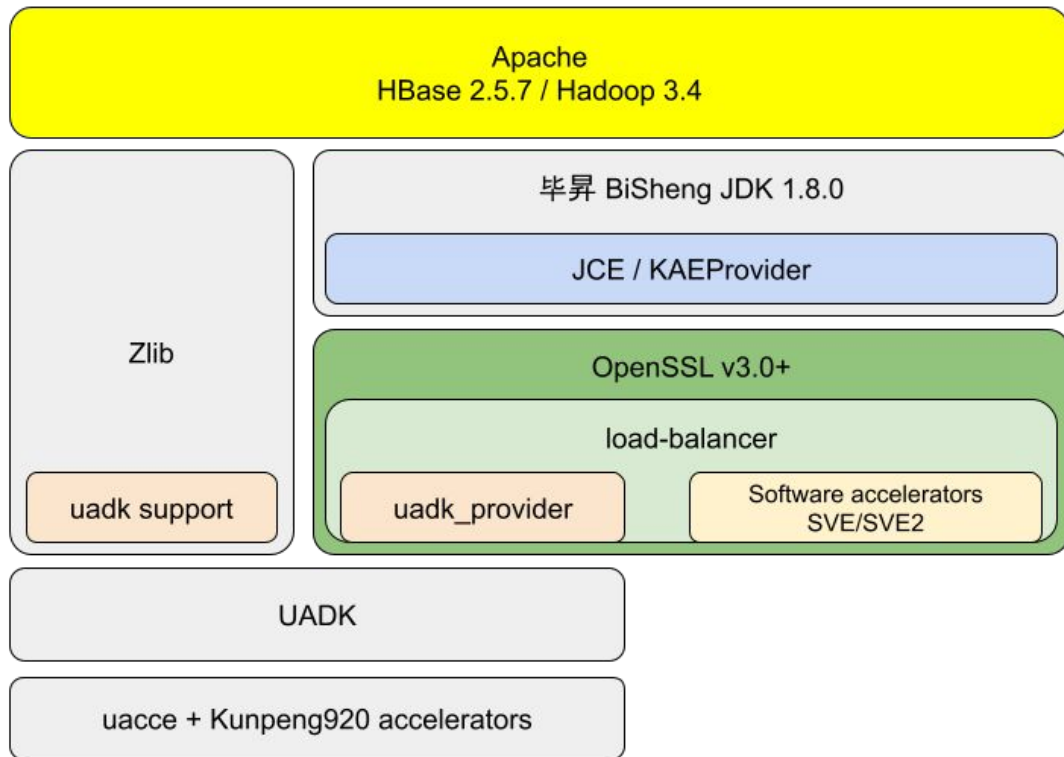 Apache
HBase 2.5.7 / Hadoop 3.4
毕昇 BiSheng JDK 1.8.0
JCE / KAEProvider
Zlib
OpenSSL v3.0+
load-balancer
uadk support
uadk_provider
Software accelerators
SVE/SVE2
UADK
uacce + Kunpeng920 accelerators